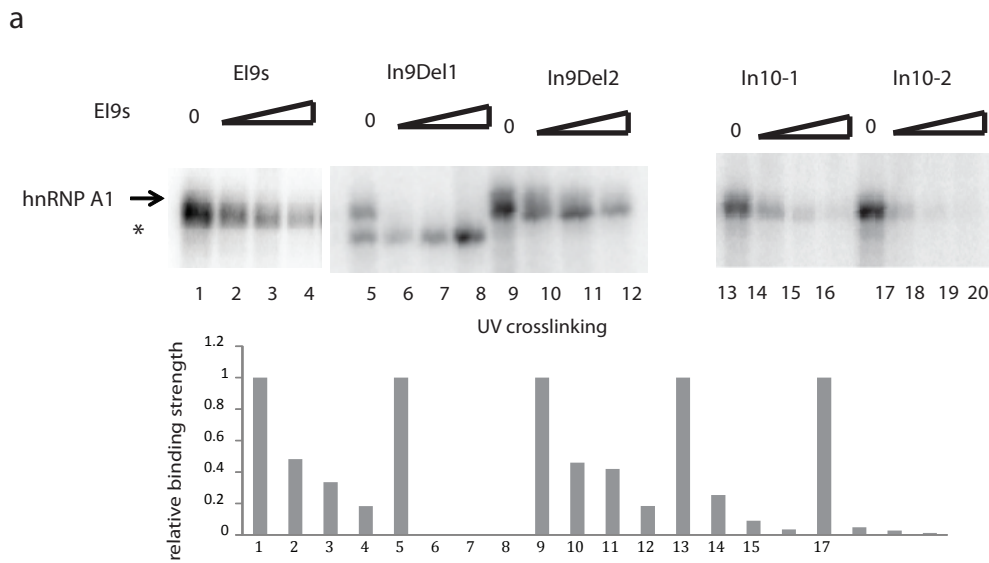 a
EI9s In9Del1 In9Del2 In10-1 In10-2
EI9s 0 0 0 0 0
hnRNP A1
*
1 2 3 4 5 6 7 8 9 10 11 12 13 14 15 16 17 18 19 20
UV crosslinking
relative binding strength
1.2
1
0.8
0.6
0.4
0.2
0
1 2 3 4 5 6 7 8 9 10 11 12 13 14 15 17